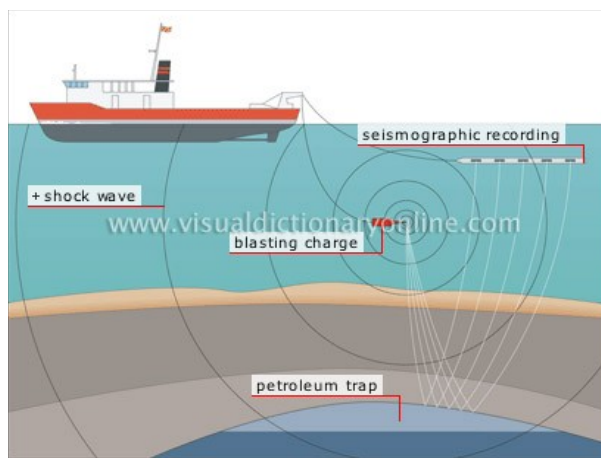 seismographic recording
+ shock wave
www.visualdictionaryonline.com
blasting charge
petroleum trap